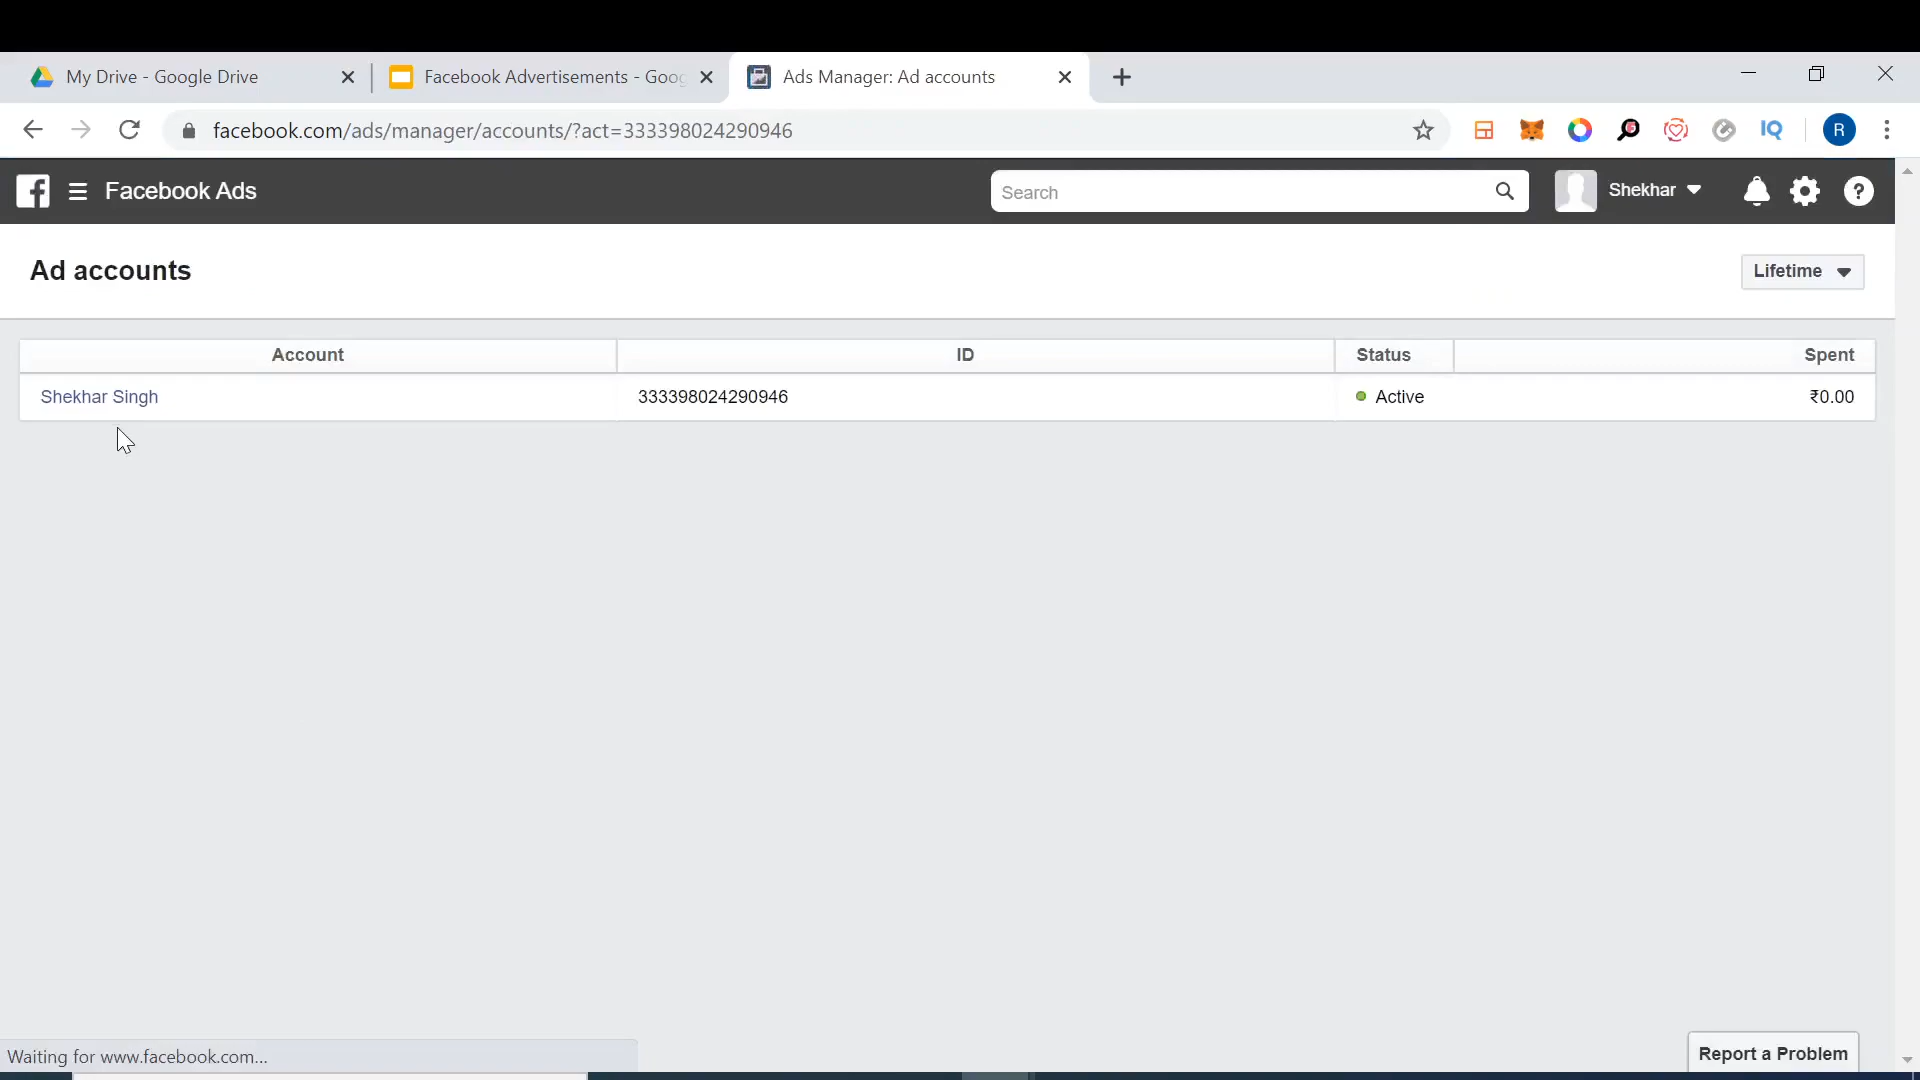 My Drive - Google Drive
Facebook Advertisements - Goog
Ads Manager: Ad accounts
facebook.com/ads/manager/accounts/?act=333398024290946
IQ
R
Facebook Ads
Search
Shekhar
Ad accounts
Lifetime
Account ID Status Spent
Shekhar Singh 333398024290946 Active ₹0.00
Waiting for www.facebook.com...
Report a Problem